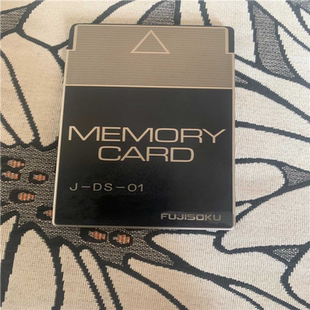 MEMORY
CARD
J-DS-01
FUJISOKU